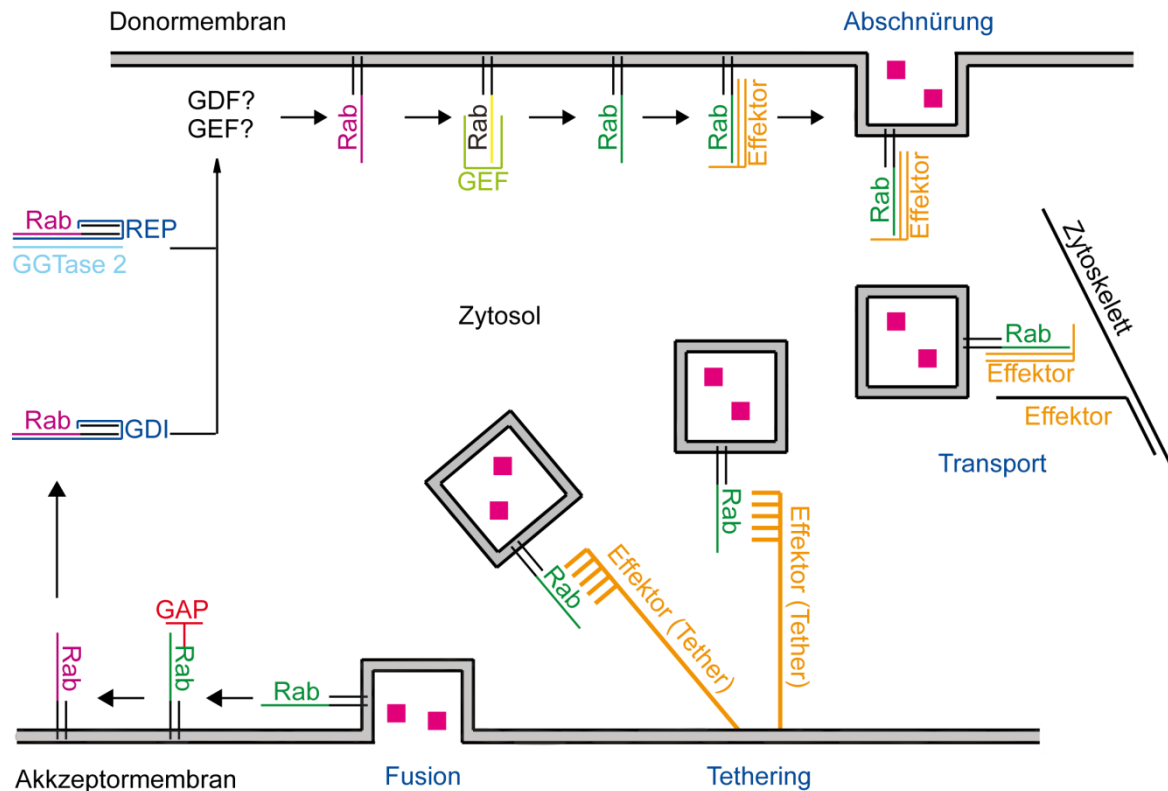 Donormembran
Abschnürung
GDF?
GEF?
Rab
Rab
GEF
Rab
Rab
Effektor
Rab
Effektor
Rab
REP
GGTase 2
Zytosol
Zytoskelett
Rab
Effektor
Effektor
Transport
Rab
GDI
Rab
Effektor (Tether)
Rab
Effektor (Tether)
GAP
Rab
Rab
Rab
Akkzeptormembran
Fusion
Tethering